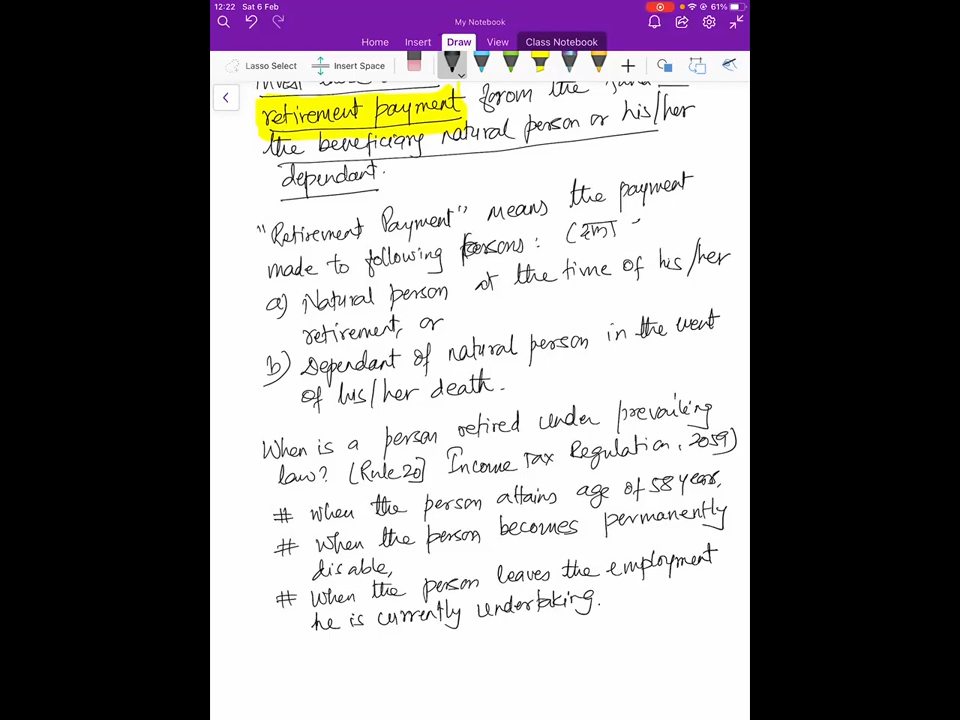 12:22 Sat 6 Feb
61%
My Notebook
Home Insert Draw View Class Notebook
Lasso Select Insert Space
retirement payment from the fund
the beneficiary natural person or his/her
dependant.
"Retirement Payment" means the payment
made to following persons:
a) Natural person at the time of his/her
retirement, or
b) Dependant of natural person in the event
of his/her death.
When is a person retired under prevailing
law? [Rule 20] Income Tax Regulation, 2059)
# When the person attains age of 58 years,
# When the person becomes permanently
disable,
# When the person leaves the employment
he is currently undertaking.